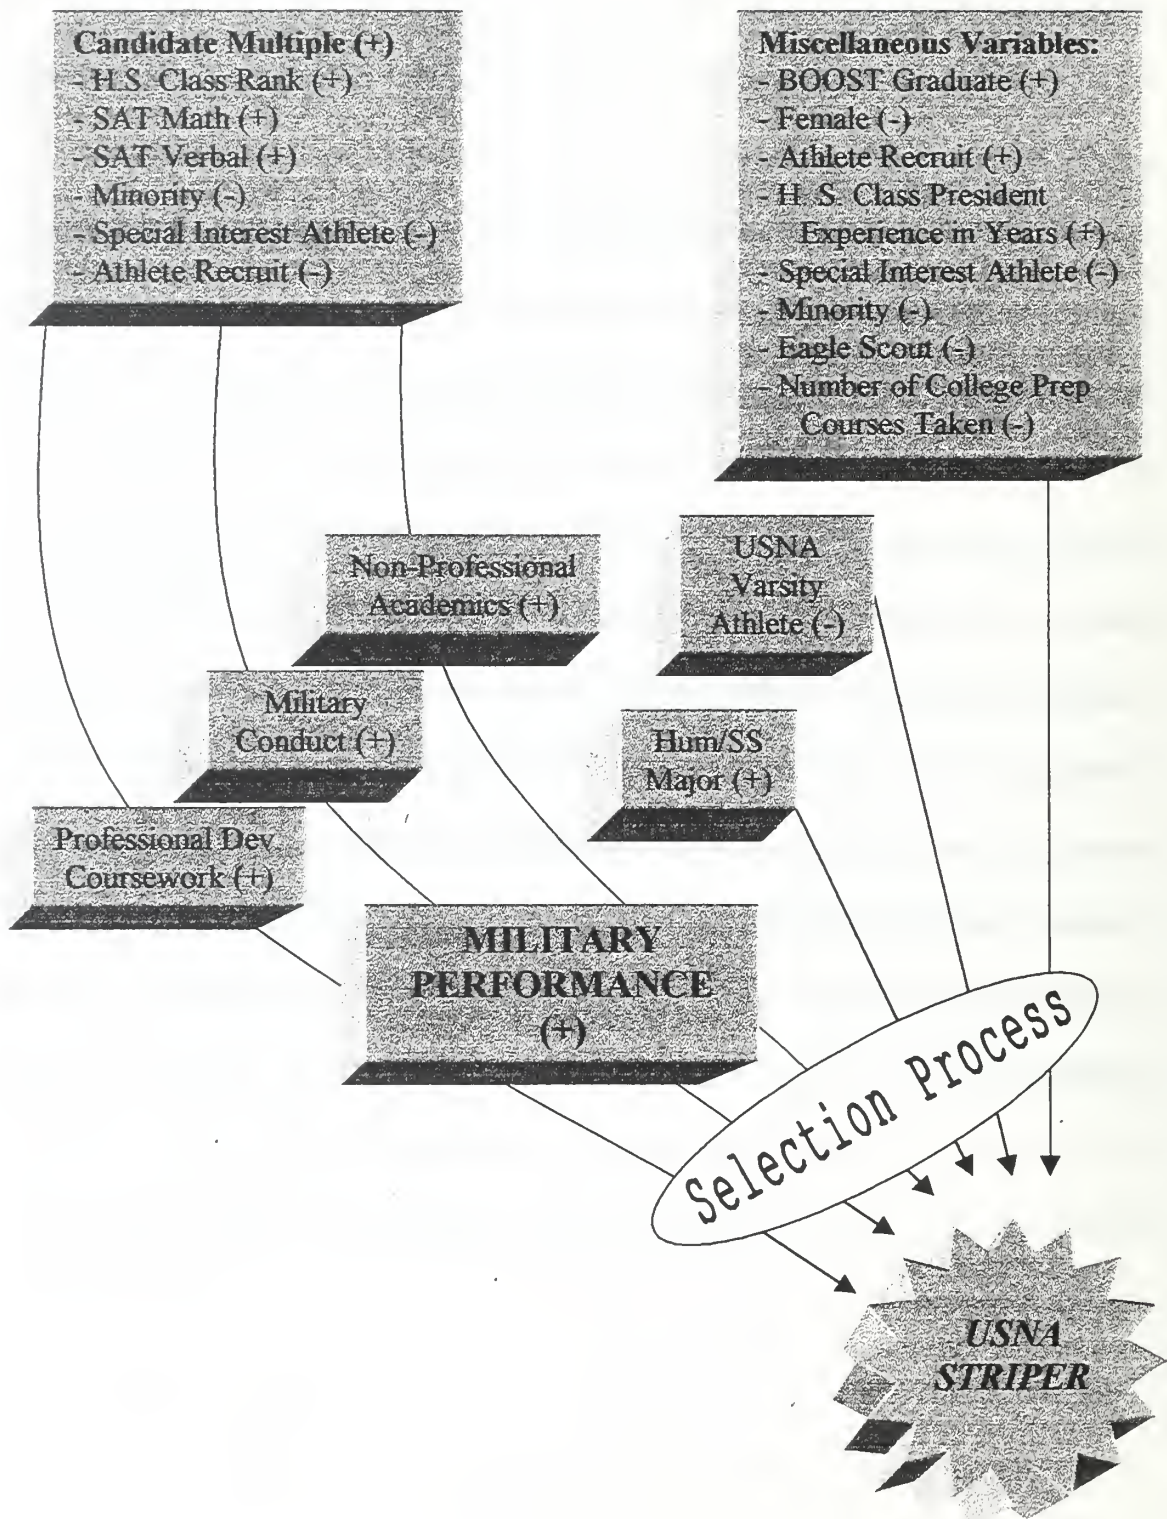 Candidate Multiple (+)
- H.S. Class Rank (+)
- SAT Math (+)
- SAT Verbal (+)
- Minority (-)
- Special Interest Athlete (-)
- Athlete Recruit (-)
Miscellaneous Variables:
- BOOST Graduate (+)
- Female (-)
- Athlete Recruit (+)
- H. S. Class President
Experience in Years (+)
- Special Interest Athlete (-)
- Minority (-)
- Eagle Scout (-)
- Number of College Prep
Courses Taken (-)
Non-Professional
Academics (+)
USNA
Varsity
Athlete (-)
Military
Conduct (+)
Hum/SS
Major (+)
Professional Dev
Coursework (+)
MILITARY
PERFORMANCE
(+)
Selection Process
USNA
STRIPER